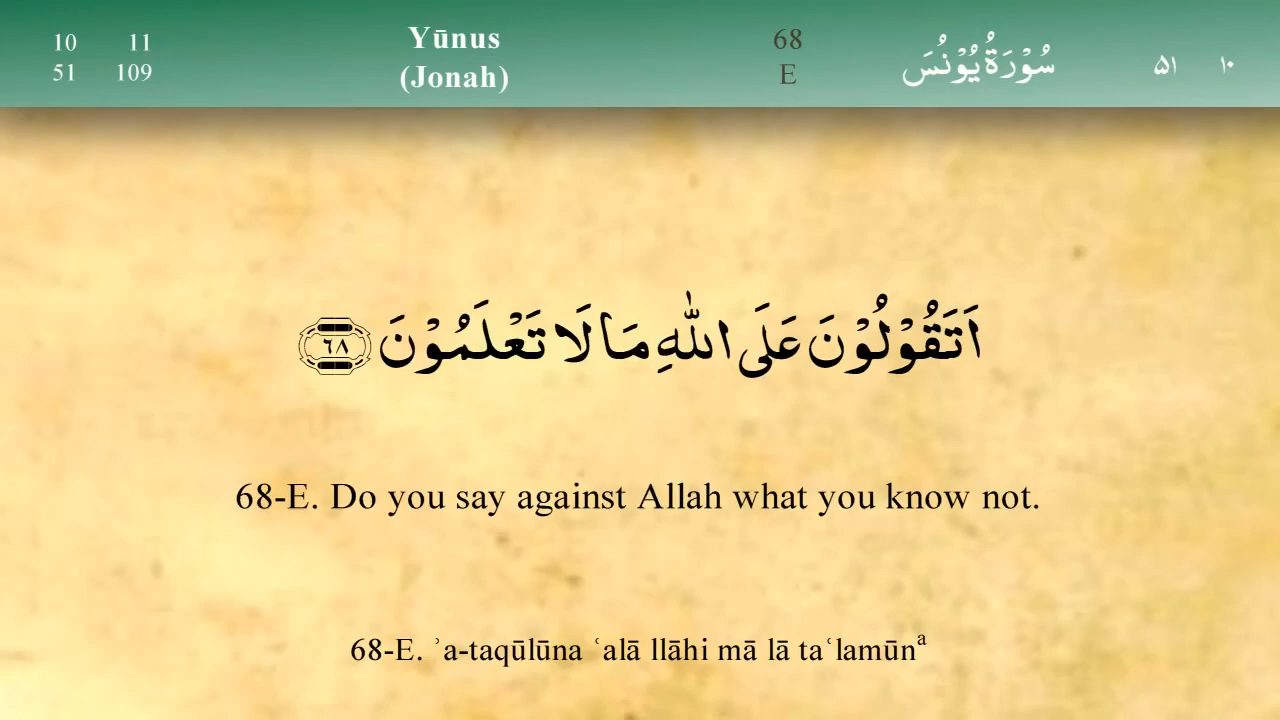 10 11
51 109
Yūnus
(Jonah)
68
E
سُوْرَةُ يُوْنُسَ
۵۱ ۱۰
اَتَقُوْلُوْنَ عَلَى اللّٰهِ مَا لَا تَعْلَمُوْنَ ٦٨
68-E. Do you say against Allah what you know not.
68-E. ʾa-taqūlūna ʿalā llāhi mā lā taʿlamūnᵃ